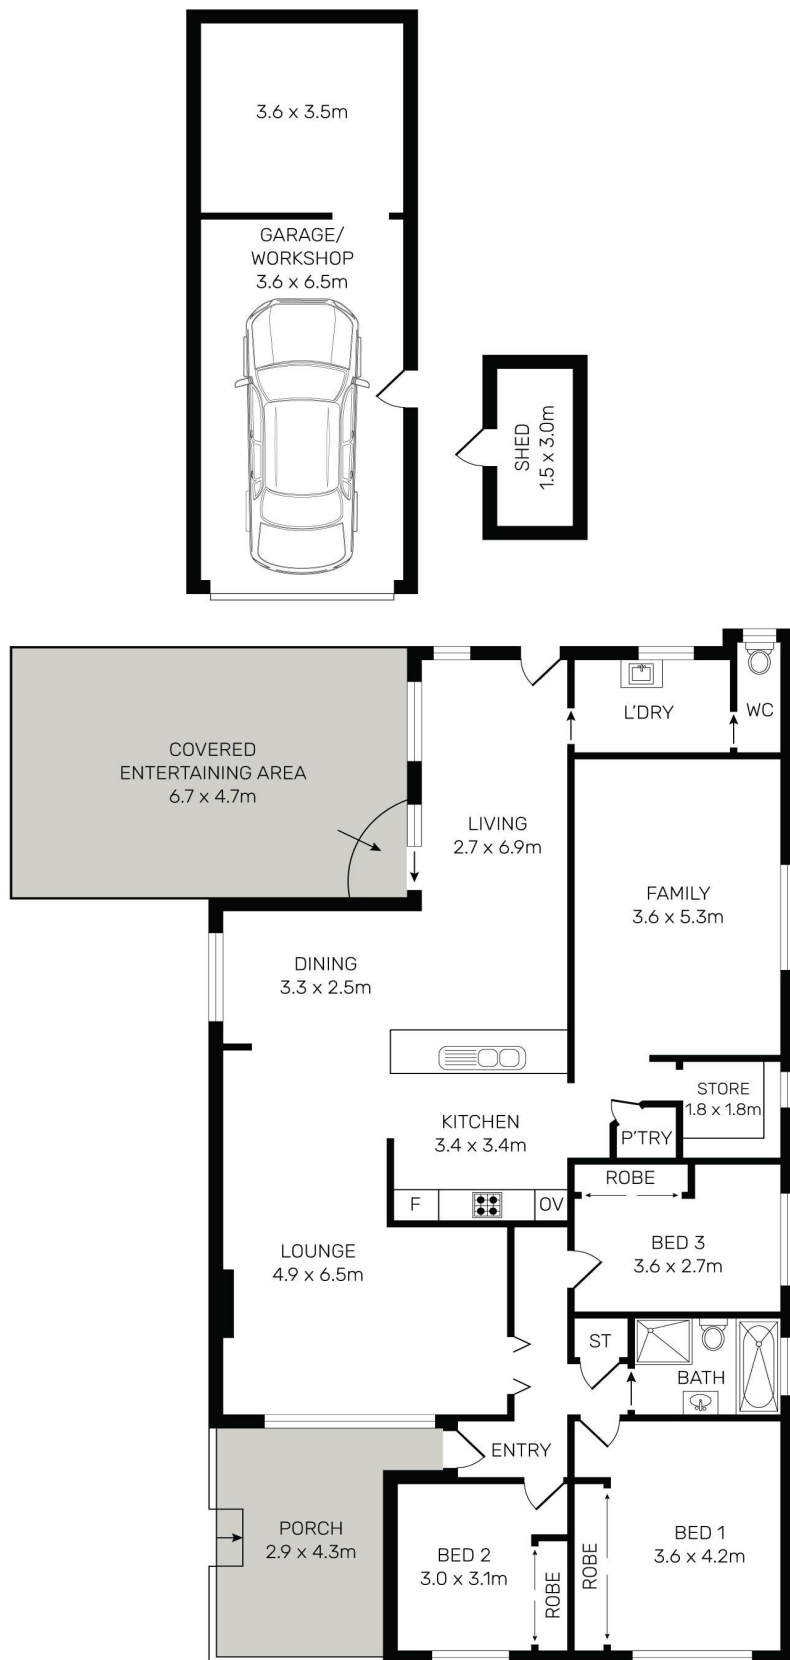 3.6 x 3.5m
GARAGE/
WORKSHOP
3.6 x 6.5m
SHED
1.5 x 3.0m
L'DRY
WC
COVERED
ENTERTAINING AREA
6.7 x 4.7m
LIVING
2.7 x 6.9m
FAMILY
3.6 x 5.3m
DINING
3.3 x 2.5m
STORE
1.8 x 1.8m
KITCHEN
3.4 x 3.4m
P'TRY
ROBE
F
OV
BED 3
3.6 x 2.7m
LOUNGE
4.9 x 6.5m
ST
BATH
ENTRY
PORCH
2.9 x 4.3m
BED 2
3.0 x 3.1m
ROBE
ROBE
BED 1
3.6 x 4.2m